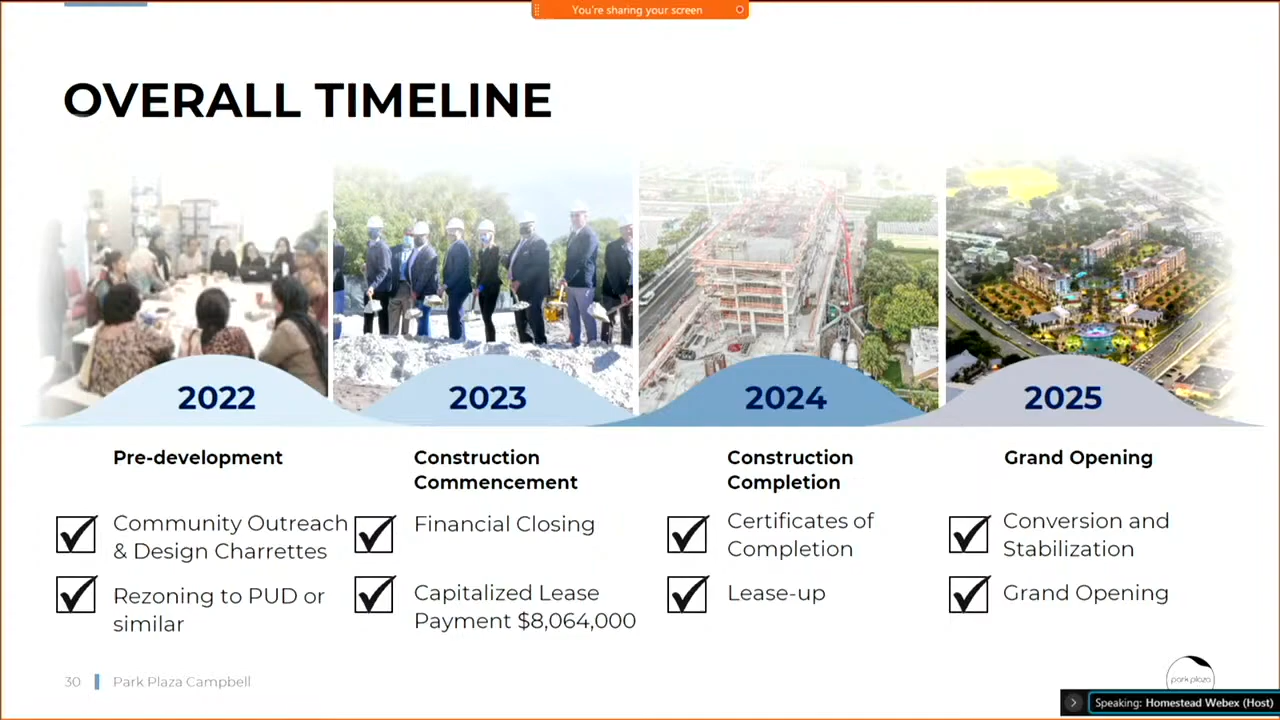 You're sharing your screen
OVERALL TIMELINE
2022
2023
2024
2025
Pre-development
Construction
Commencement
Construction
Completion
Grand Opening
Community Outreach
& Design Charrettes
Rezoning to PUD or
similar
Financial Closing
Capitalized Lease
Payment $8,064,000
Certificates of
Completion
Lease-up
Conversion and
Stabilization
Grand Opening
30
Park Plaza Campbell
park plaza
Speaking: Homestead Webex (Host)